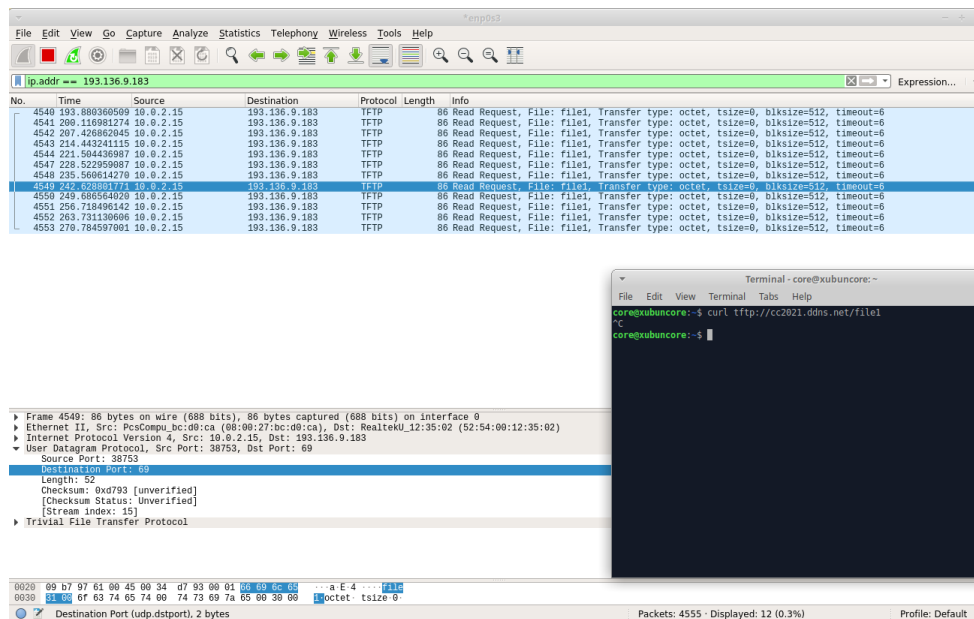 *enp0s3
File Edit View Go Capture Analyze Statistics Telephony Wireless Tools Help
ip.addr == 193.136.9.183 Expression...
No. Time Source Destination Protocol Length Info
4540 193.880360509 10.0.2.15 193.136.9.183 TFTP 86 Read Request, File: file1, Transfer type: octet, tsize=0, blksize=512, timeout=6
4541 200.116981274 10.0.2.15 193.136.9.183 TFTP 86 Read Request, File: file1, Transfer type: octet, tsize=0, blksize=512, timeout=6
4542 207.426862045 10.0.2.15 193.136.9.183 TFTP 86 Read Request, File: file1, Transfer type: octet, tsize=0, blksize=512, timeout=6
4543 214.443241115 10.0.2.15 193.136.9.183 TFTP 86 Read Request, File: file1, Transfer type: octet, tsize=0, blksize=512, timeout=6
4544 221.504436987 10.0.2.15 193.136.9.183 TFTP 86 Read Request, File: file1, Transfer type: octet, tsize=0, blksize=512, timeout=6
4547 228.522959087 10.0.2.15 193.136.9.183 TFTP 86 Read Request, File: file1, Transfer type: octet, tsize=0, blksize=512, timeout=6
4548 235.560614270 10.0.2.15 193.136.9.183 TFTP 86 Read Request, File: file1, Transfer type: octet, tsize=0, blksize=512, timeout=6
4549 242.628801771 10.0.2.15 193.136.9.183 TFTP 86 Read Request, File: file1, Transfer type: octet, tsize=0, blksize=512, timeout=6
4550 249.686564020 10.0.2.15 193.136.9.183 TFTP 86 Read Request, File: file1, Transfer type: octet, tsize=0, blksize=512, timeout=6
4551 256.718496142 10.0.2.15 193.136.9.183 TFTP 86 Read Request, File: file1, Transfer type: octet, tsize=0, blksize=512, timeout=6
4552 263.731130606 10.0.2.15 193.136.9.183 TFTP 86 Read Request, File: file1, Transfer type: octet, tsize=0, blksize=512, timeout=6
4553 270.784597001 10.0.2.15 193.136.9.183 TFTP 86 Read Request, File: file1, Transfer type: octet, tsize=0, blksize=512, timeout=6
Terminal - core@xubuncore: ~
File Edit View Terminal Tabs Help
core@xubuncore:~$ curl tftp://cc2021.ddns.net/file1
^C
core@xubuncore:~$
Frame 4549: 86 bytes on wire (688 bits), 86 bytes captured (688 bits) on interface 0
Ethernet II, Src: PcsCompu_bc:d0:ca (08:00:27:bc:d0:ca), Dst: RealtekU_12:35:02 (52:54:00:12:35:02)
Internet Protocol Version 4, Src: 10.0.2.15, Dst: 193.136.9.183
User Datagram Protocol, Src Port: 38753, Dst Port: 69
Source Port: 38753
Destination Port: 69
Length: 52
Checksum: 0xd793 [unverified]
[Checksum Status: Unverified]
[Stream index: 15]
Trivial File Transfer Protocol
0020 09 b7 97 61 00 45 00 34 d7 93 00 01 66 69 6c 65 ···a·E·4 ····file
0030 31 00 6f 63 74 65 74 00 74 73 69 7a 65 00 30 00 1·octet· tsize·0·
Destination Port (udp.dstport), 2 bytes Packets: 4555 · Displayed: 12 (0.3%) Profile: Default